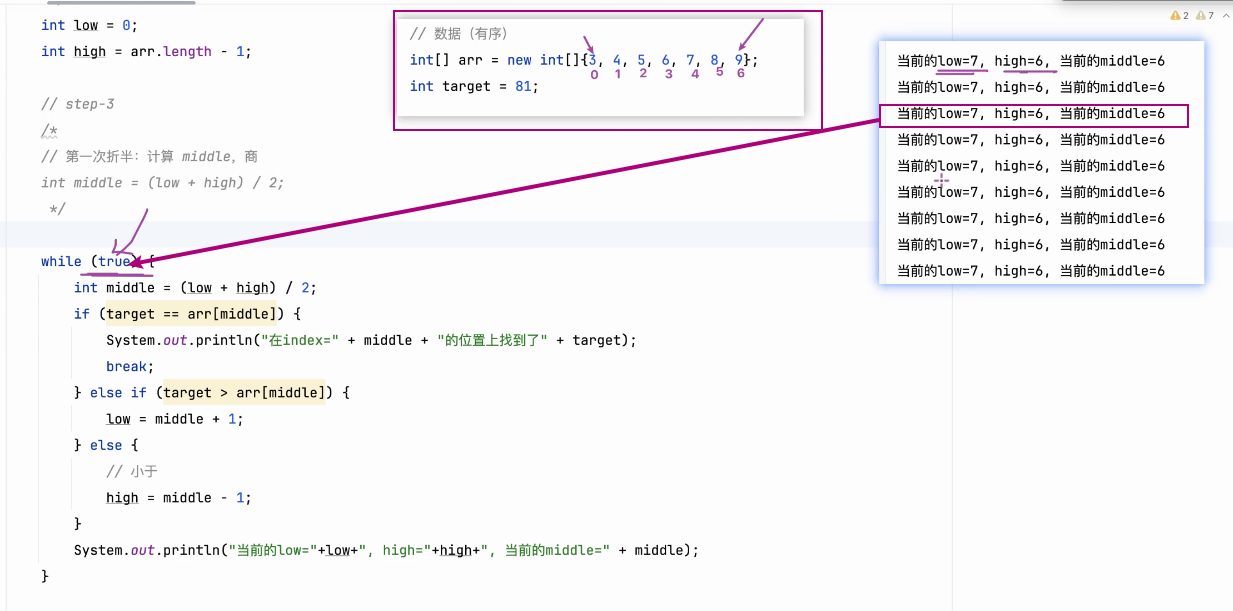 int low = 0;
int high = arr.length - 1;
// step-3
/*
// 第一次折半: 计算 middle, 商
int middle = (low + high) / 2;
*/
while (true) {
int middle = (low + high) / 2;
if (target == arr[middle]) {
System.out.println("在index=" + middle + "的位置上找到了" + target);
break;
} else if (target > arr[middle]) {
low = middle + 1;
} else {
// 小于
high = middle - 1;
}
System.out.println("当前的low="+low+", high="+high+", 当前的middle=" + middle);
}
// 数据（有序）
int[] arr = new int[]{3, 4, 5, 6, 7, 8, 9};
0 1 2 3 4 5 6
int target = 81;
2 7
当前的low=7, high=6, 当前的middle=6
当前的low=7, high=6, 当前的middle=6
当前的low=7, high=6, 当前的middle=6
当前的low=7, high=6, 当前的middle=6
当前的low=7, high=6, 当前的middle=6
当前的low=7, high=6, 当前的middle=6
当前的low=7, high=6, 当前的middle=6
当前的low=7, high=6, 当前的middle=6
当前的low=7, high=6, 当前的middle=6